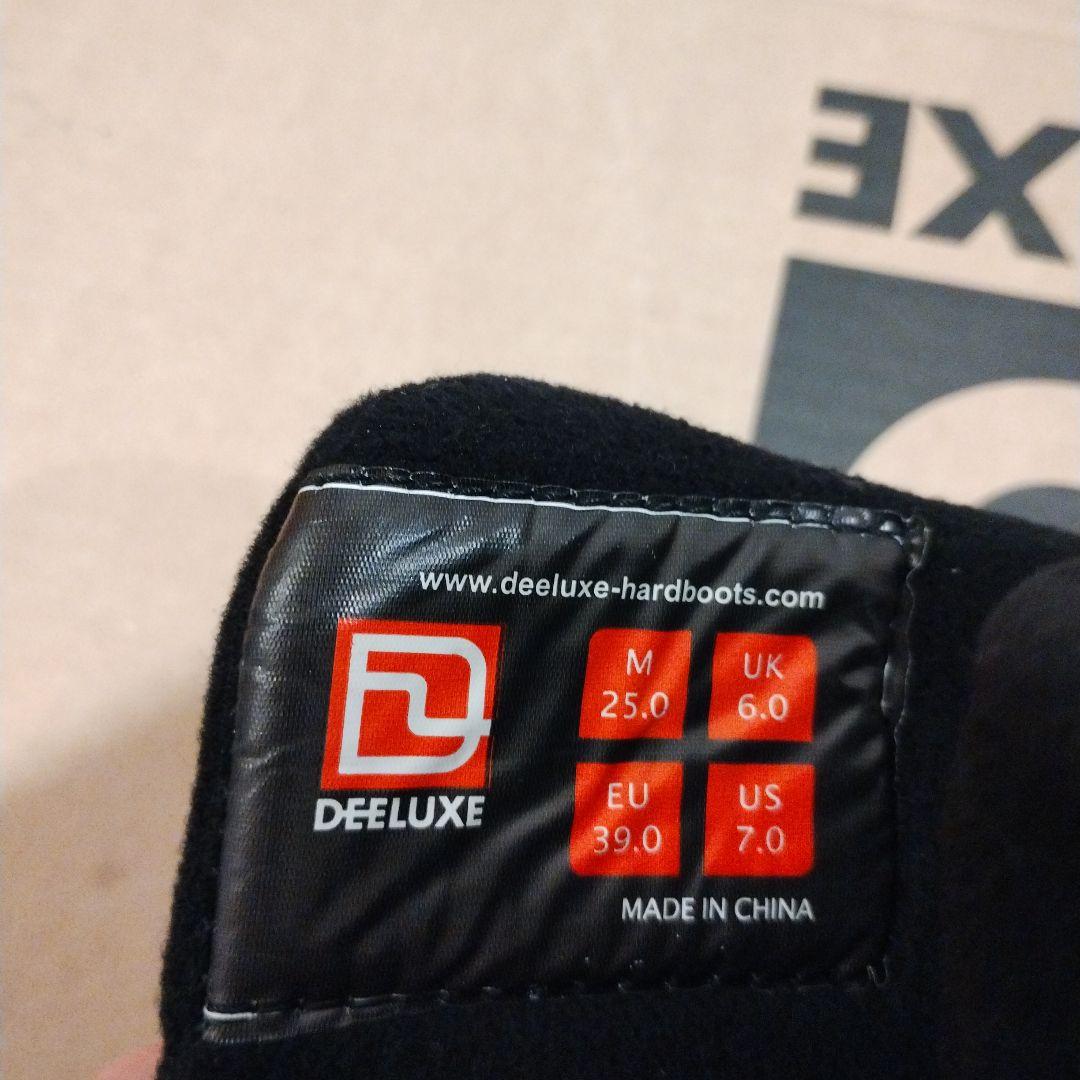 XE
www.deeluxe-hardboots.com
DEELUXE
M
25.0
UK
6.0
EU
39.0
US
7.0
MADE IN CHINA